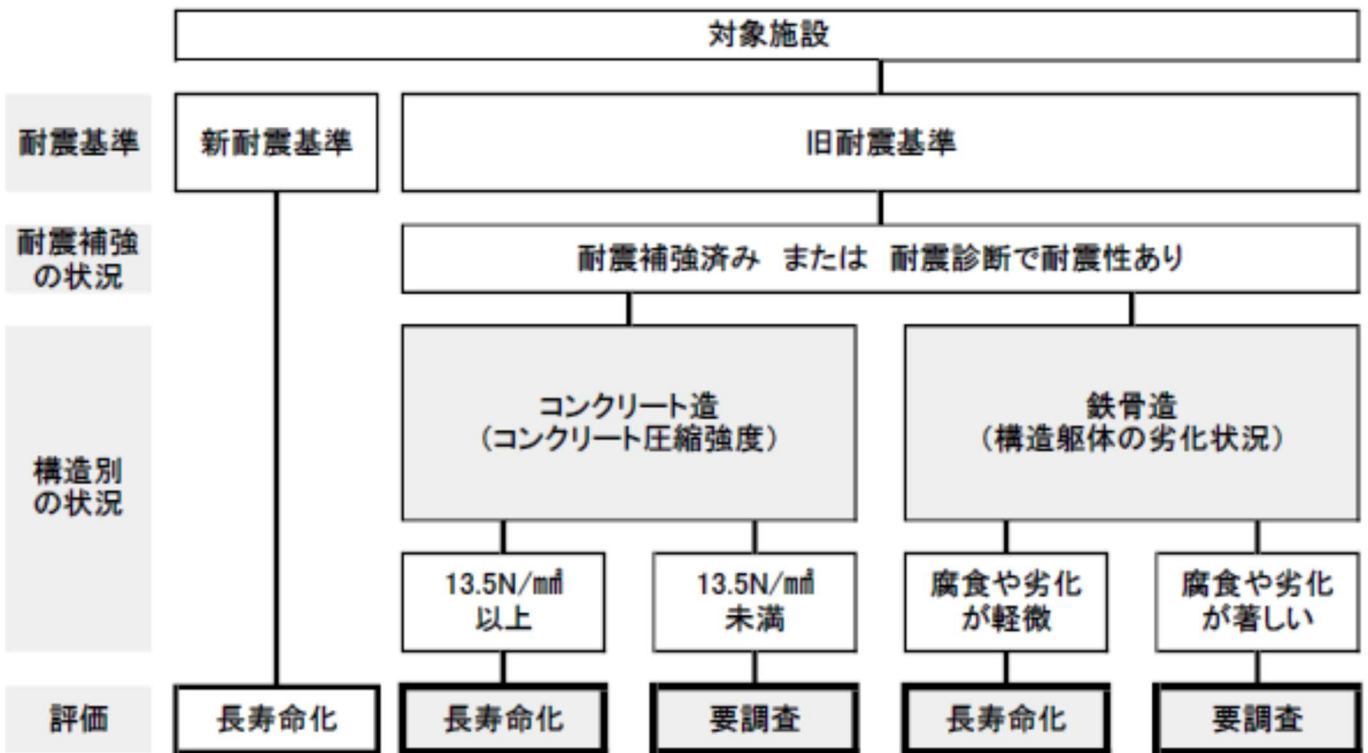 対象施設
耐震基準
新耐震基準
旧耐震基準
耐震補強
の状況
耐震補強済み または 耐震診断で耐震性あり
構造別
の状況
コンクリート造
（コンクリート圧縮強度）
鉄骨造
（構造躯体の劣化状況）
13.5N/㎟
以上
13.5N/㎟
未満
腐食や劣化
が軽微
腐食や劣化
が著しい
評価
長寿命化
長寿命化
要調査
長寿命化
要調査